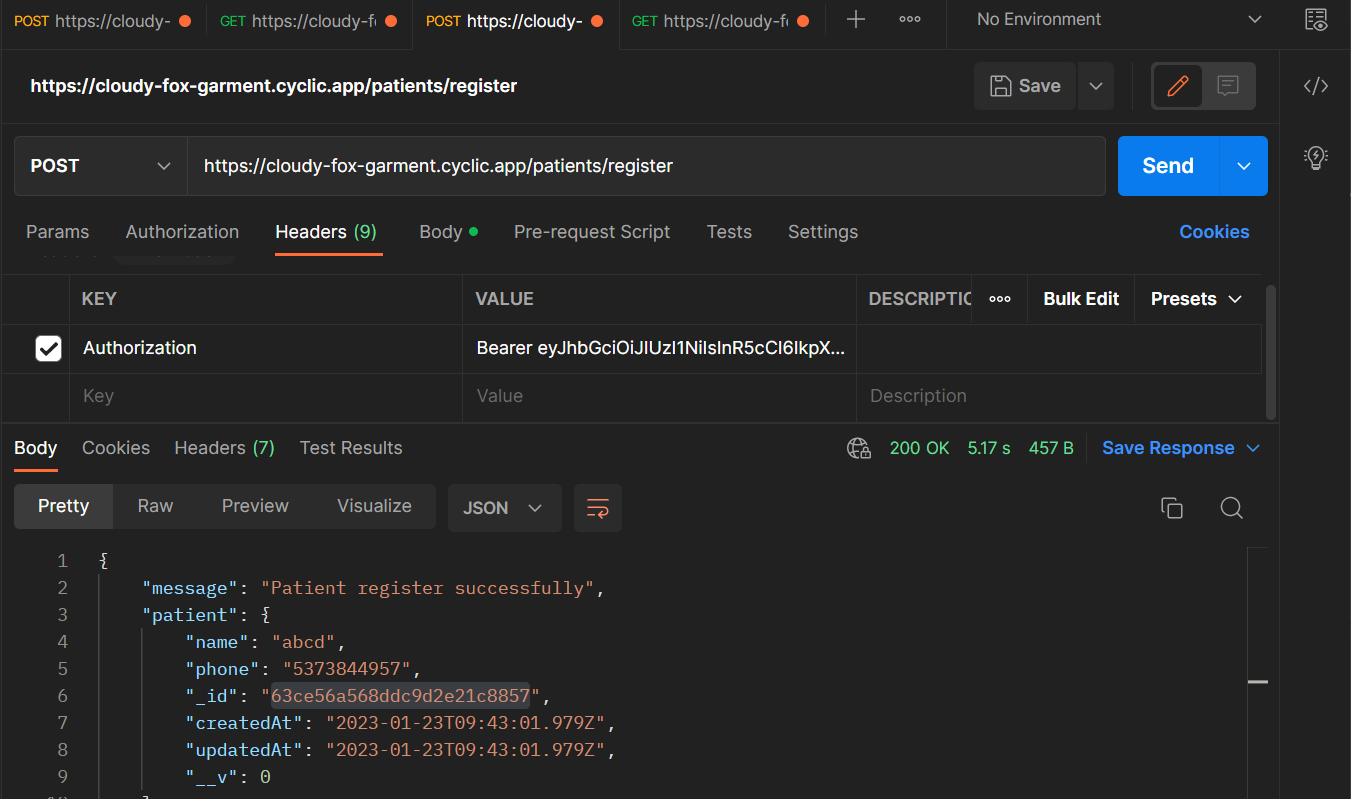 POST https://cloudy- GET https://cloudy-f POST https://cloudy- GET https://cloudy-f No Environment
https://cloudy-fox-garment.cyclic.app/patients/register Save
POST https://cloudy-fox-garment.cyclic.app/patients/register Send
Params Authorization Headers (9) Body Pre-request Script Tests Settings Cookies
KEY VALUE DESCRIPTIO Bulk Edit Presets
Authorization Bearer eyJhbGciOiJIUzI1NiIsInR5cCI6IkpX...
Key Value Description
Body Cookies Headers (7) Test Results 200 OK 5.17 s 457 B Save Response
Pretty Raw Preview Visualize JSON
1 {
2 "message": "Patient register successfully",
3 "patient": {
4 "name": "abcd",
5 "phone": "5373844957",
6 "_id": "63ce56a568ddc9d2e21c8857",
7 "createdAt": "2023-01-23T09:43:01.979Z",
8 "updatedAt": "2023-01-23T09:43:01.979Z",
9 "__v": 0